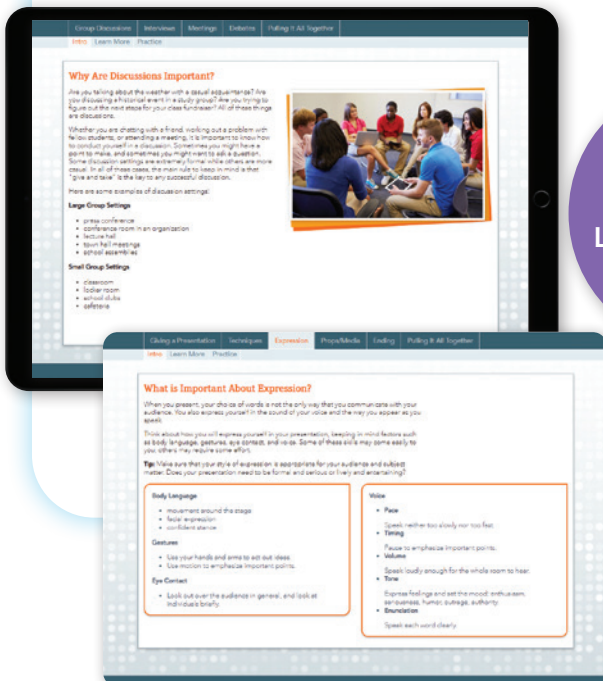 Group Discussions Interviews Meetings Debates Pulling It All Together
Intro Learn More Practice
Why Are Discussions Important?
Are you talking about the weather with a casual acquaintance? Are
you discussing a historical event in a study group? Are you trying to
figure out the next steps for your class fundraiser? All of these things
are discussions.
Whether you are chatting with a friend, working out a problem with
fellow students, or attending a meeting, it is important to know how
to conduct yourself in a discussion. Sometimes you might have a
point to make, and sometimes you might want to ask a question.
Some discussion settings are extremely formal while others are more
casual. In all of these cases, the main rule to keep in mind is that
"give and take" is the key to any successful discussion.
Here are some examples of discussion settings:
Large Group Settings
• press conference
• conference room in an organization
• lecture hall
• town hall meetings
• school assemblies
Small Group Settings
• classroom
• locker room
• school clubs
• cafeteria
L
Giving a Presentation Techniques Expression Props/Media Ending Pulling It All Together
Intro Learn More Practice
What is Important About Expression?
When you present, your choice of words is not the only way that you communicate with your
audience. You also express yourself in the sound of your voice and the way you appear as you
speak.
Think about how you will express yourself in your presentation, keeping in mind factors such
as body language, gestures, eye contact, and voice. Some of these skills may come easily to
you; others may require some effort.
Tip: Make sure that your style of expression is appropriate for your audience and subject
matter. Does your presentation need to be formal and serious or lively and entertaining?
Body Language
• movement around the stage
• facial expression
• confident stance
Gestures
• Use your hands and arms to act out ideas.
• Use motion to emphasize important points.
Eye Contact
• Look out over the audience in general, and look at
individuals briefly.
Voice
• Pace
Speak neither too slowly nor too fast.
• Timing
Pause to emphasize important points.
• Volume
Speak loudly enough for the whole room to hear.
• Tone
Express feelings and set the mood: enthusiasm,
seriousness, humor, outrage, authority.
• Enunciation
Speak each word clearly.